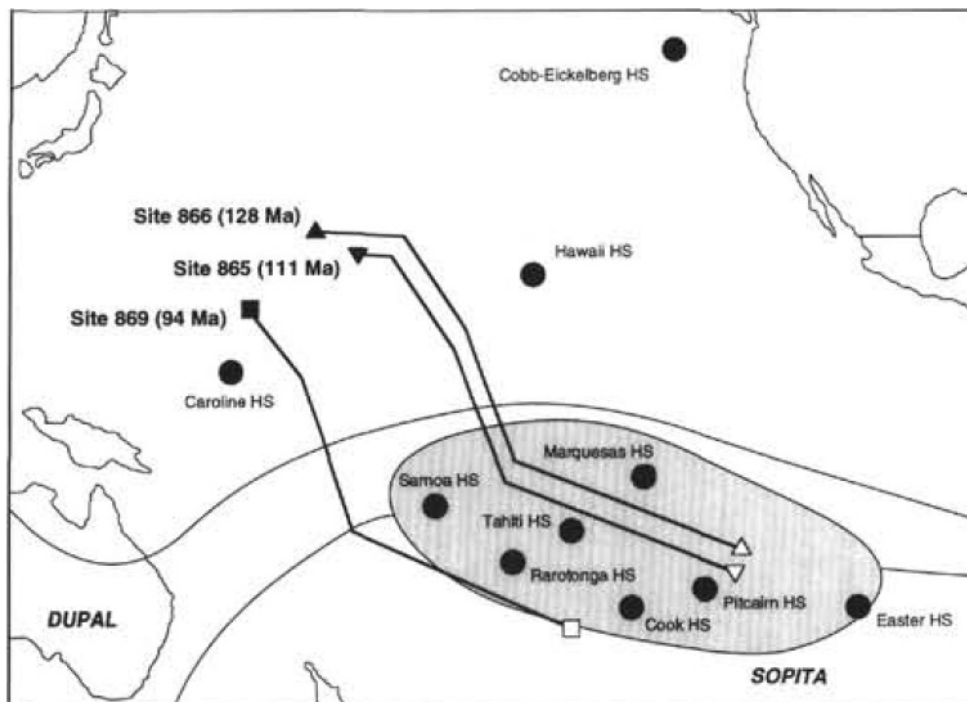 Cobb-Eickelberg HS
Site 866 (128 Ma)
Hawaii HS
Site 865 (111 Ma)
Site 869 (94 Ma)
Caroline HS
Marquesas HS
Samoa HS
Tahiti HS
Rarotonga HS
Pitcairn HS
DUPAL
Cook HS
Easter HS
SOPITA